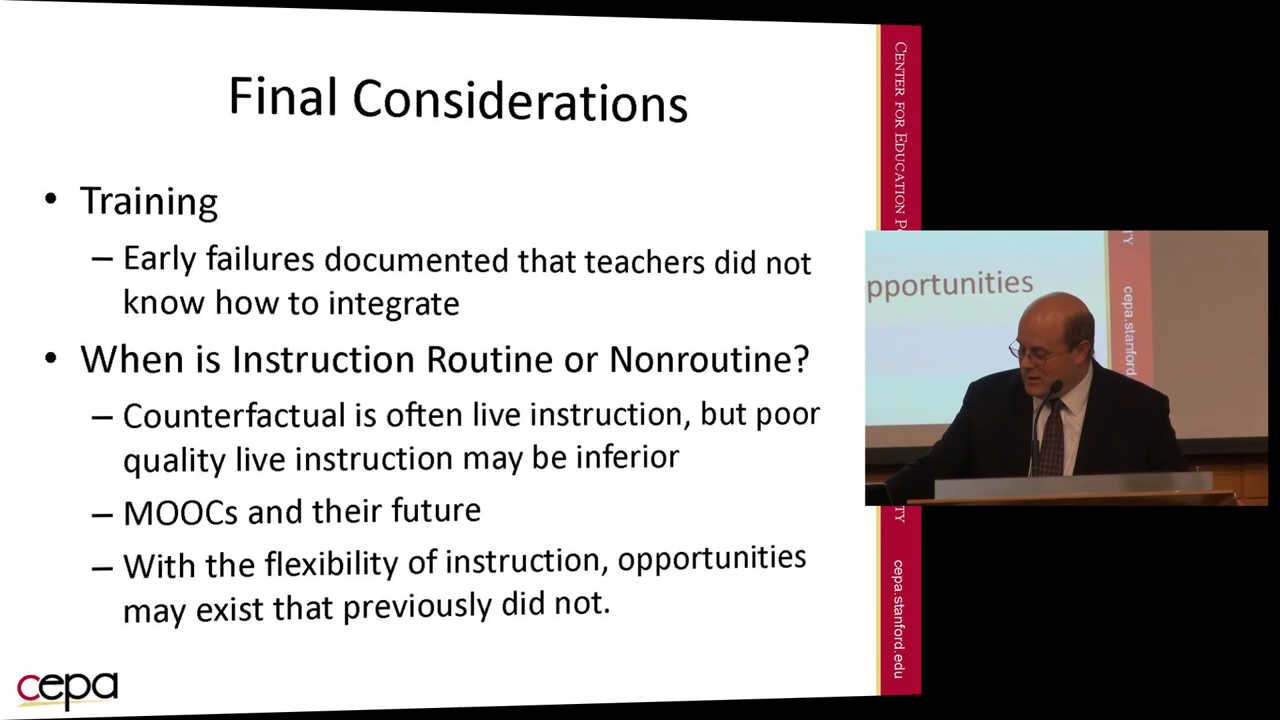 Final Considerations
• Training
– Early failures documented that teachers did not
know how to integrate
• When is Instruction Routine or Nonroutine?
– Counterfactual is often live instruction, but poor
quality live instruction may be inferior
– MOOCs and their future
– With the flexibility of instruction, opportunities
may exist that previously did not.
cepa
CENTER FOR EDUCATION
TY
cepa.stanford.edu
pportunities
TY
cepa.stanford